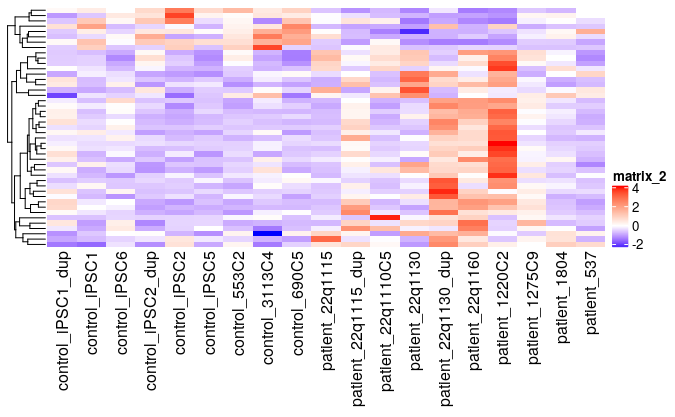 matrix_2
4
2
0
-2
control_IPSC1_dup
control_IPSC1
control_IPSC6
control_IPSC2_dup
control_IPSC2
control_IPSC5
control_553C2
control_3113C4
control_690C5
patient_22q1115
patient_22q1115_dup
patient_22q1110C5
patient_22q1130
patient_22q1130_dup
patient_22q1160
patient_1220C2
patient_1275C9
patient_1804
patient_537